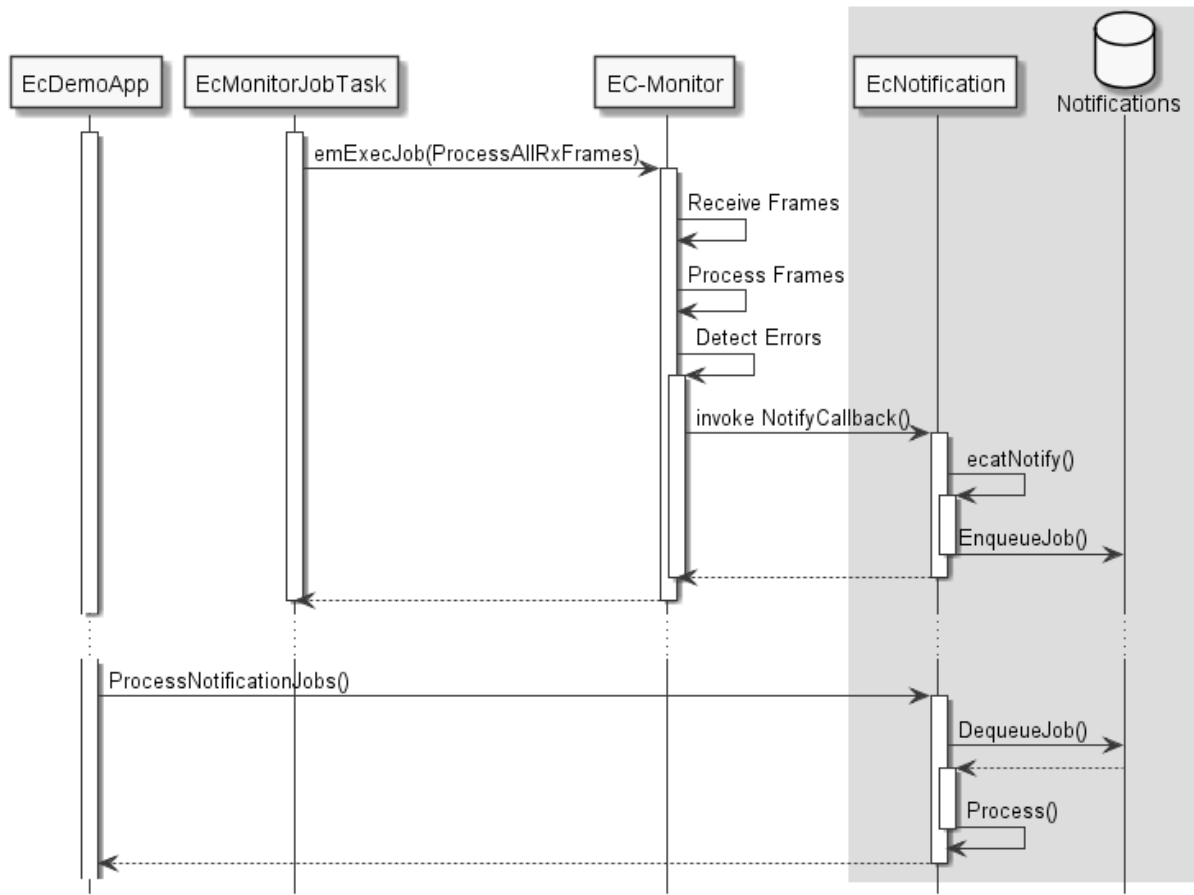 EcDemoApp
EcMonitorJobTask
EC-Monitor
EcNotification
Notifications
emExecJob(ProcessAllRxFrames)
Receive Frames
Process Frames
Detect Errors
invoke NotifyCallback()
ecatNotify()
EnqueueJob()
ProcessNotificationJobs()
DequeueJob()
Process()